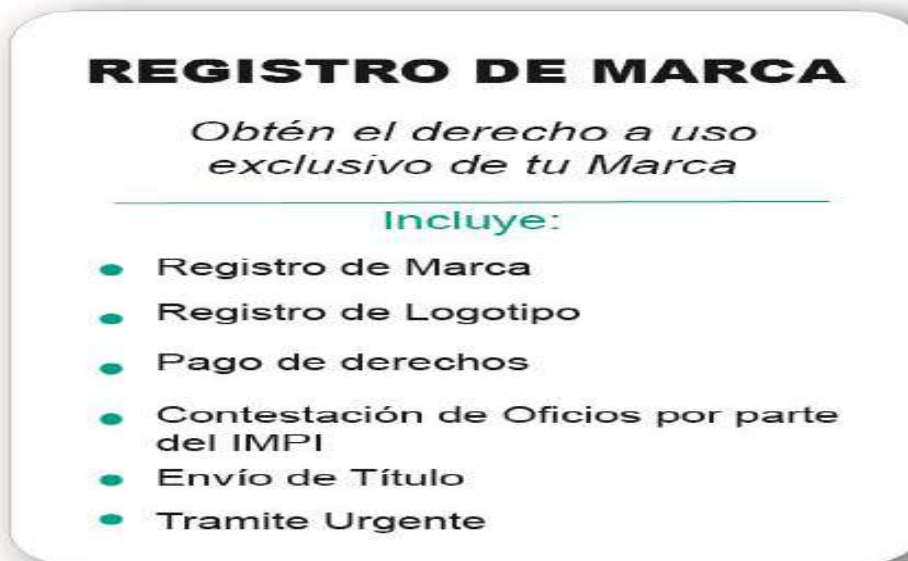 REGISTRO DE MARCA
Obtén el derecho a uso
exclusivo de tu Marca
Incluye:
Registro de Marca
Registro de Logotipo
Pago de derechos
Contestación de Oficios por parte
del IMPI
Envío de Título
Tramite Urgente